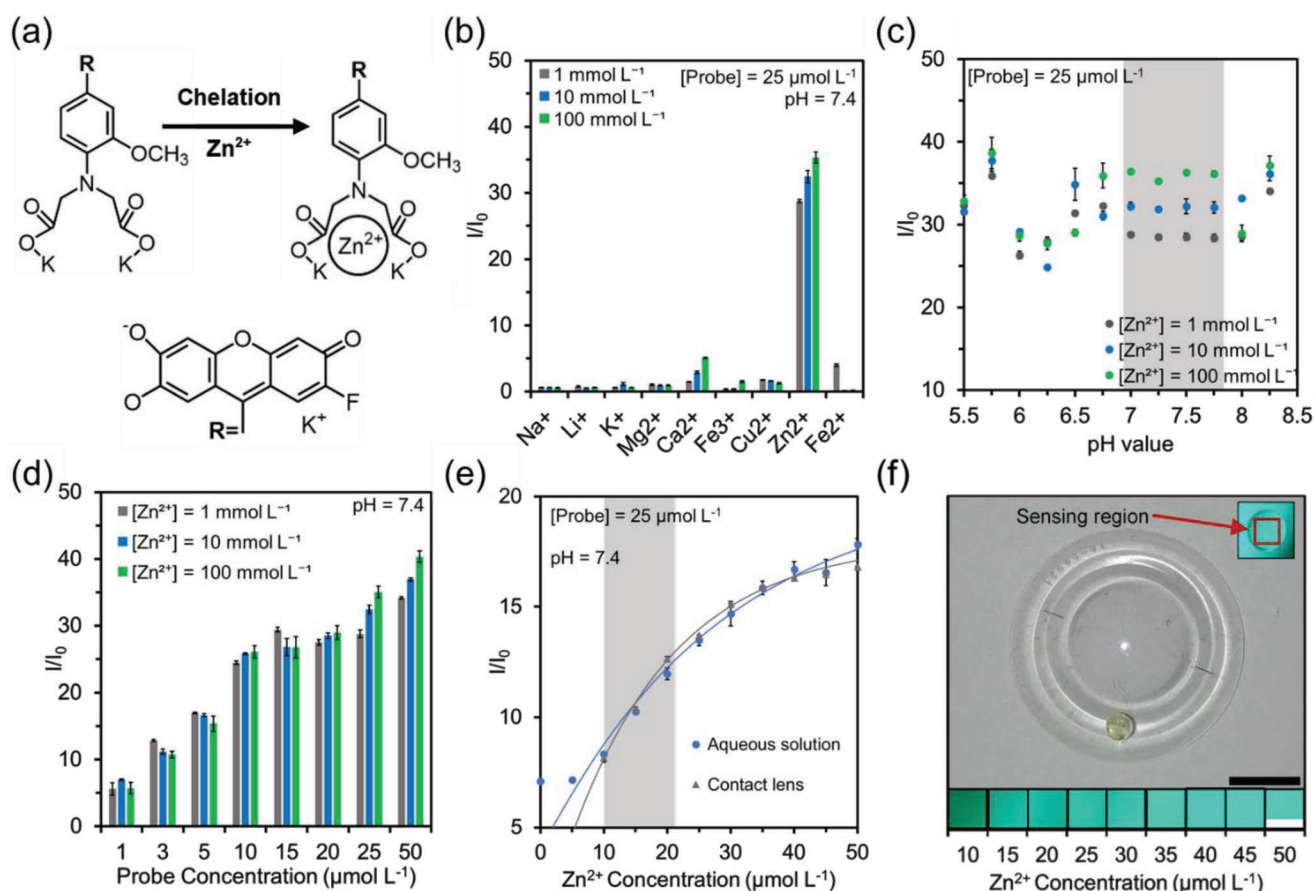 (a)
R
Chelation
Zn²⁺
OCH₃
N
O
O
O
O
K
K
R
OCH₃
N
O
O
O
O
Zn²⁺
K
K
⁻O
O
O
O
F
R=
K⁺
(b)
50
40
30
20
10
0
I/I₀
1 mmol L⁻¹
10 mmol L⁻¹
100 mmol L⁻¹
[Probe] = 25 µmol L⁻¹
pH = 7.4
Na+
Li+
K+
Mg2+
Ca2+
Fe3+
Cu2+
Zn2+
Fe2+
(c)
50
40
30
20
10
I/I₀
[Probe] = 25 µmol L⁻¹
[Zn²⁺] = 1 mmol L⁻¹
[Zn²⁺] = 10 mmol L⁻¹
[Zn²⁺] = 100 mmol L⁻¹
5.5 6 6.5 7 7.5 8 8.5
pH value
(d)
50
40
30
20
10
0
I/I₀
[Zn²⁺] = 1 mmol L⁻¹
[Zn²⁺] = 10 mmol L⁻¹
[Zn²⁺] = 100 mmol L⁻¹
pH = 7.4
1 3 5 10 15 20 25 50
Probe Concentration (µmol L⁻¹)
(e)
20
15
10
5
I/I₀
[Probe] = 25 µmol L⁻¹
pH = 7.4
Aqueous solution
Contact lens
0 10 20 30 40 50
Zn²⁺ Concentration (µmol L⁻¹)
(f)
Sensing region
10 15 20 25 30 35 40 45 50
Zn²⁺ Concentration (µmol L⁻¹)